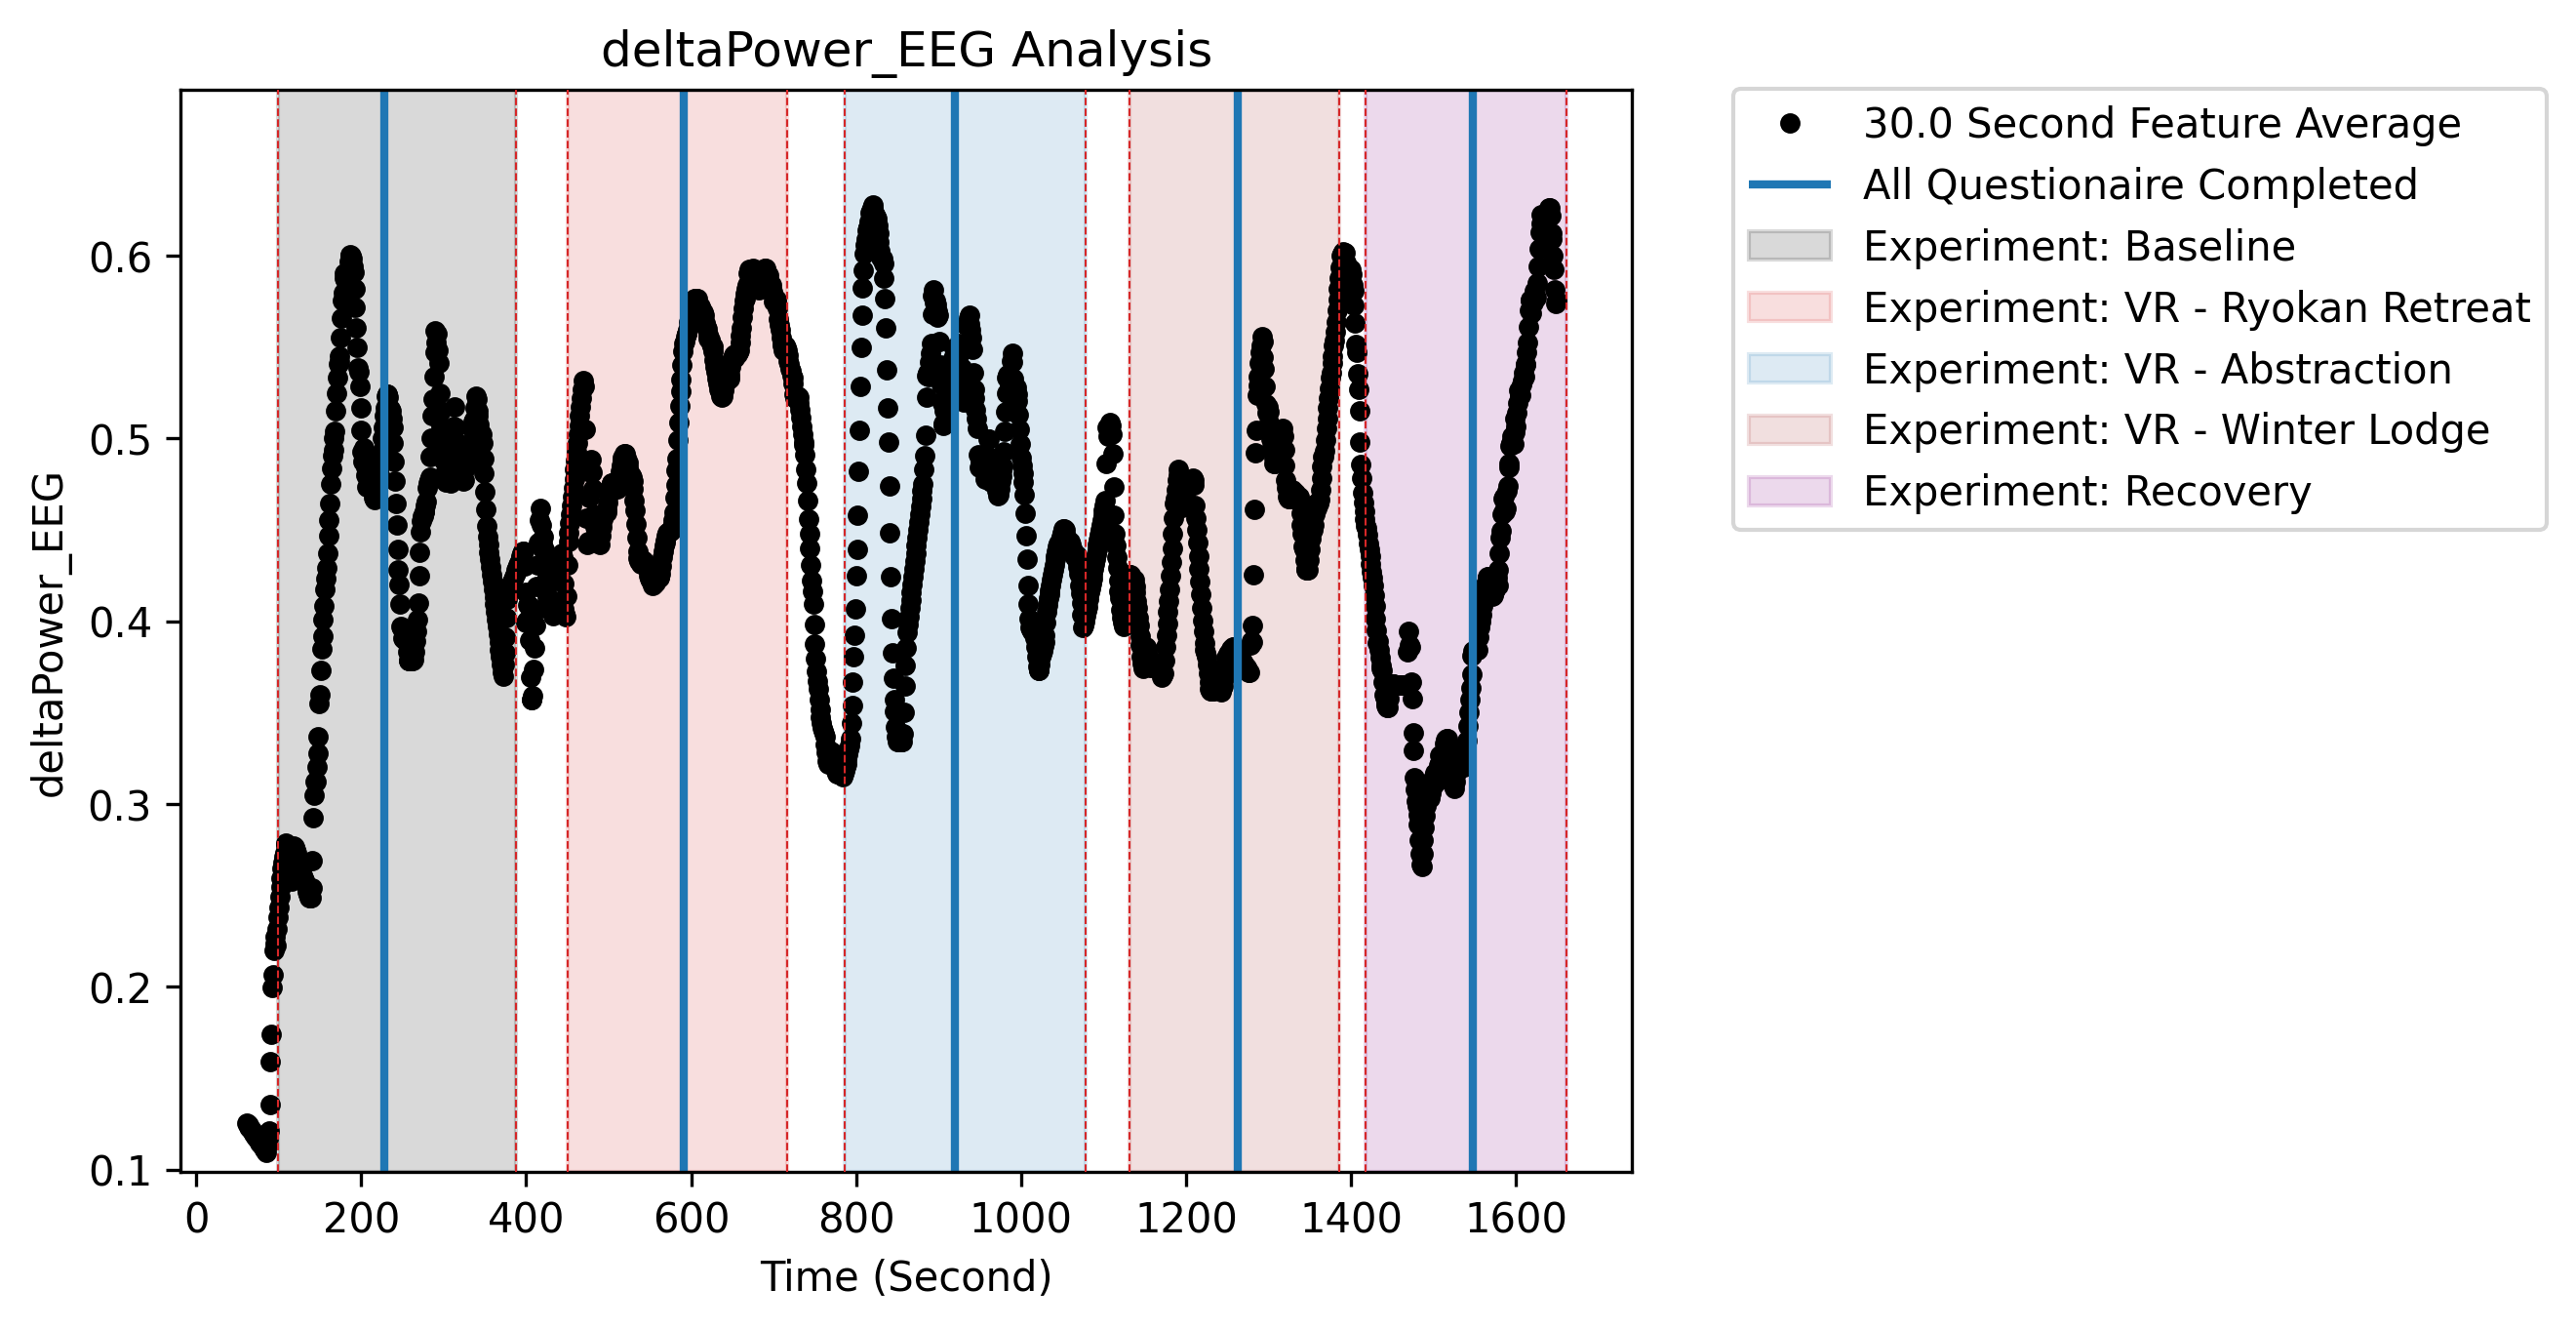 deltaPower_EEG Analysis
deltaPower_EEG
0.6
0.5
0.4
0.3
0.2
0.1
0 200 400 600 800 1000 1200 1400 1600
Time (Second)
30.0 Second Feature Average
All Questionaire Completed
Experiment: Baseline
Experiment: VR - Ryokan Retreat
Experiment: VR - Abstraction
Experiment: VR - Winter Lodge
Experiment: Recovery